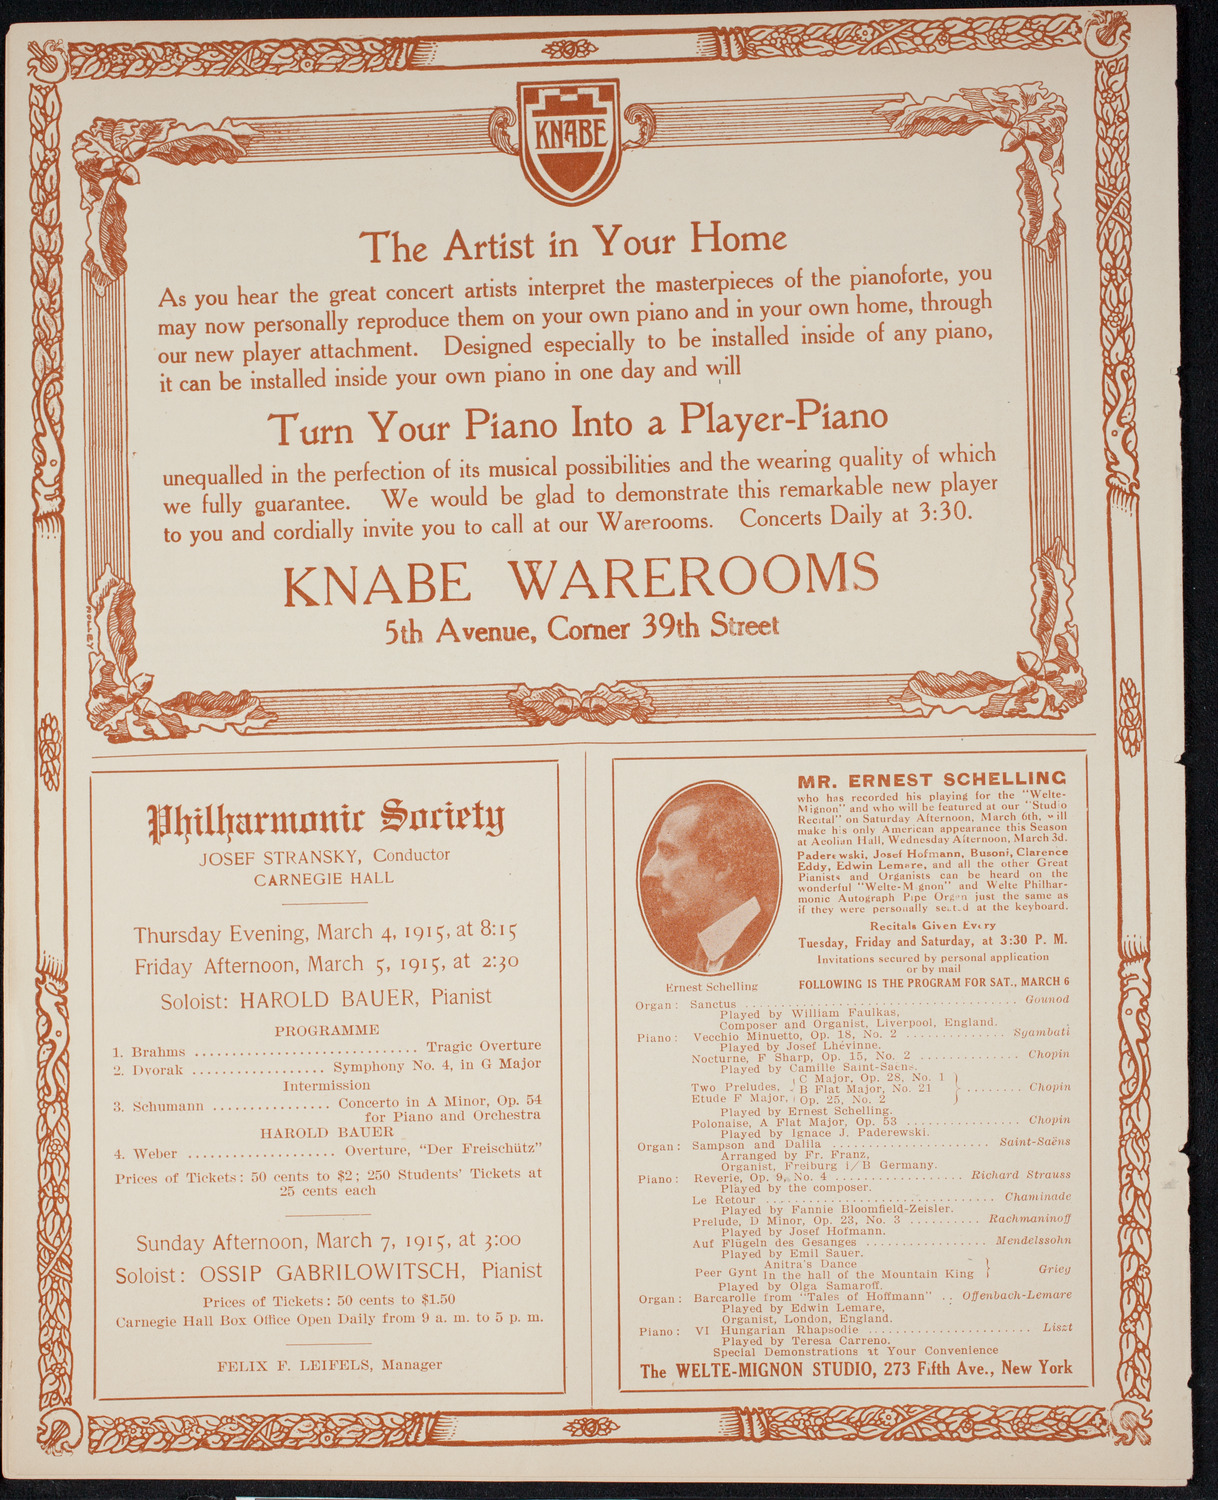 KNABE
The Artist in Your Home
As you hear the great concert artists interpret the masterpieces of the pianoforte, you
may now personally reproduce them on your own piano and in your own home, through
our new player attachment. Designed especially to be installed inside of any piano,
it can be installed inside your own piano in one day and will
Turn Your Piano Into a Player-Piano
unequalled in the perfection of its musical possibilities and the wearing quality of which
we fully guarantee. We would be glad to demonstrate this remarkable new player
to you and cordially invite you to call at our Warerooms. Concerts Daily at 3:30.
KNABE WAREROOMS
5th Avenue, Corner 39th Street
Philharmonic Society
JOSEF STRANSKY, Conductor
CARNEGIE HALL
Thursday Evening, March 4, 1915, at 8:15
Friday Afternoon, March 5, 1915, at 2:30
Soloist: HAROLD BAUER, Pianist
PROGRAMME
1. Brahms ............................ Tragic Overture
2. Dvorak ................. Symphony No. 4, in G Major
Intermission
3. Schumann ............... Concerto in A Minor, Op. 54
for Piano and Orchestra
HAROLD BAUER
4. Weber ................... Overture, "Der Freischütz"
Prices of Tickets: 50 cents to $2; 250 Students' Tickets at
25 cents each
Sunday Afternoon, March 7, 1915, at 3:00
Soloist: OSSIP GABRILOWITSCH, Pianist
Prices of Tickets: 50 cents to $1.50
Carnegie Hall Box Office Open Daily from 9 a. m. to 5 p. m.
FELIX F. LEIFELS, Manager
MR. ERNEST SCHELLING
who has recorded his playing for the "Welte-
Mignon" and who will be featured at our "Studio
Recital" on Saturday Afternoon, March 6th, will
make his only American appearance this Season
at Aeolian Hall, Wednesday Afternoon, March 3d.
Paderewski, Josef Hofmann, Busoni, Clarence
Eddy, Edwin Lemare, and all the other Great
Pianists and Organists can be heard on the
wonderful "Welte-Mignon" and Welte Philhar-
monic Autograph Pipe Organ just the same as
if they were personally seated at the keyboard.
Recitals Given Every
Tuesday, Friday and Saturday, at 3:30 P. M.
Invitations secured by personal application
or by mail
Ernest Schelling
FOLLOWING IS THE PROGRAM FOR SAT., MARCH 6
Organ: Sanctus .................................... Gounod
Played by William Faulkas,
Composer and Organist, Liverpool, England.
Piano: Vecchio Minuetto, Op. 18, No. 2 ............. Sgambati
Played by Josef Lhévinne.
Nocturne, F Sharp, Op. 15, No. 2 ............. Chopin
Played by Camille Saint-Saëns.
Two Preludes, { C Major, Op. 28, No. 1
B Flat Major, No. 21 } ........ Chopin
Etude F Major, Op. 25, No. 2
Played by Ernest Schelling.
Polonaise, A Flat Major, Op. 53 ................ Chopin
Played by Ignace J. Paderewski.
Organ: Sampson and Dalila ..................... Saint-Saëns
Arranged by Fr. Franz,
Organist, Freiburg i/B Germany.
Piano: Reverie, Op. 9, No. 4 .................. Richard Strauss
Played by the composer.
Le Retour .............................. Chaminade
Played by Fannie Bloomfield-Zeisler.
Prelude, D Minor, Op. 23, No. 3 .......... Rachmaninoff
Played by Josef Hofmann.
Auf Flügeln des Gesanges ................ Mendelssohn
Played by Emil Sauer.
Anitra's Dance
Peer Gynt In the hall of the Mountain King } Grieg
Played by Olga Samaroff.
Organ: Barcarolle from "Tales of Hoffmann" .. Offenbach-Lemare
Played by Edwin Lemare,
Organist, London, England.
Piano: VI Hungarian Rhapsodie ...................... Liszt
Played by Teresa Carreno.
Special Demonstrations at Your Convenience
The WELTE-MIGNON STUDIO, 273 Fifth Ave., New York